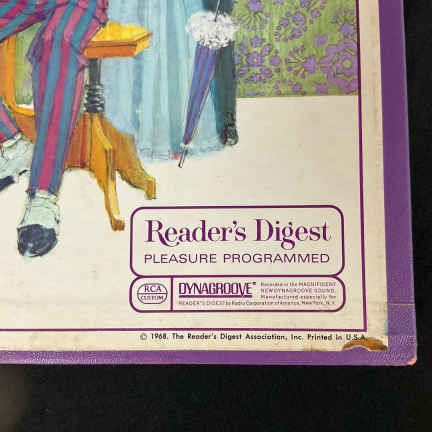 Reader's Digest
PLEASURE PROGRAMMED
RCA
CUSTOM
DYNAGROOVE®
Recorded in the MAGNIFICENT
NEW DYNAGROOVE SOUND.
Manufactured especially for
READER'S DIGEST by Radio Corporation of America, New York, N.Y.
© 1968. The Reader's Digest Association, Inc. Printed in U.S.A.